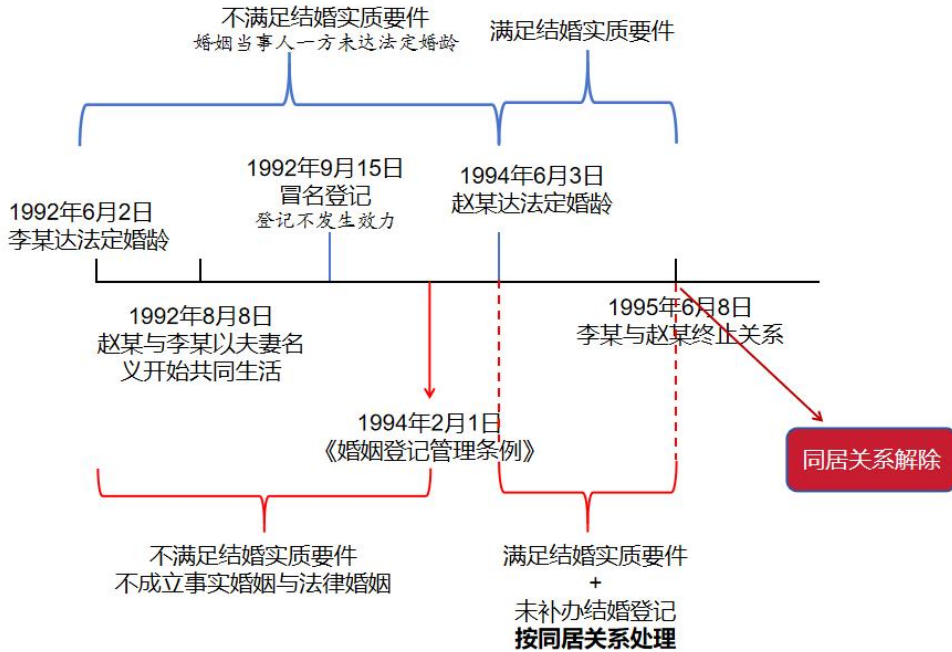 不满足结婚实质要件
婚姻当事人一方未达法定婚龄
满足结婚实质要件
1992年6月2日
李某达法定婚龄
1992年9月15日
冒名登记
登记不发生效力
1994年6月3日
赵某达法定婚龄
1992年8月8日
赵某与李某以夫妻名
义开始共同生活
1995年6月8日
李某与赵某终止关系
1994年2月1日
《婚姻登记管理条例》
同居关系解除
不满足结婚实质要件
不成立事实婚姻与法律婚姻
满足结婚实质要件
+
未补办结婚登记
按同居关系处理